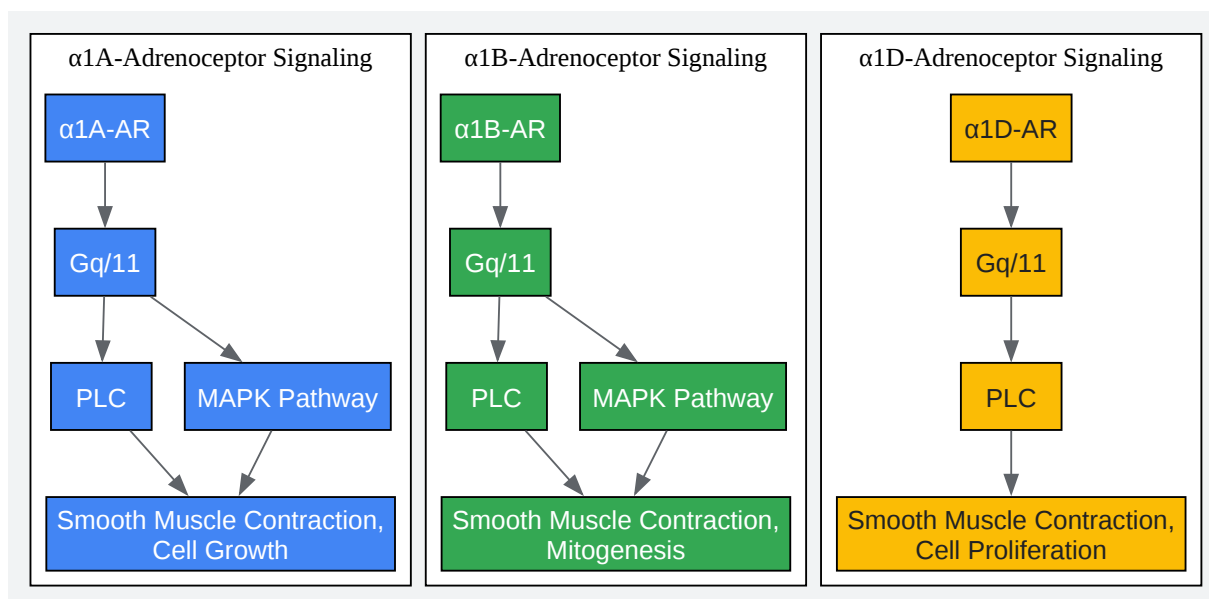 α1A-Adrenoceptor Signaling
α1A-AR
Gq/11
PLC
MAPK Pathway
Smooth Muscle Contraction,
Cell Growth
α1B-Adrenoceptor Signaling
α1B-AR
Gq/11
PLC
MAPK Pathway
Smooth Muscle Contraction,
Mitogenesis
α1D-Adrenoceptor Signaling
α1D-AR
Gq/11
PLC
Smooth Muscle Contraction,
Cell Proliferation